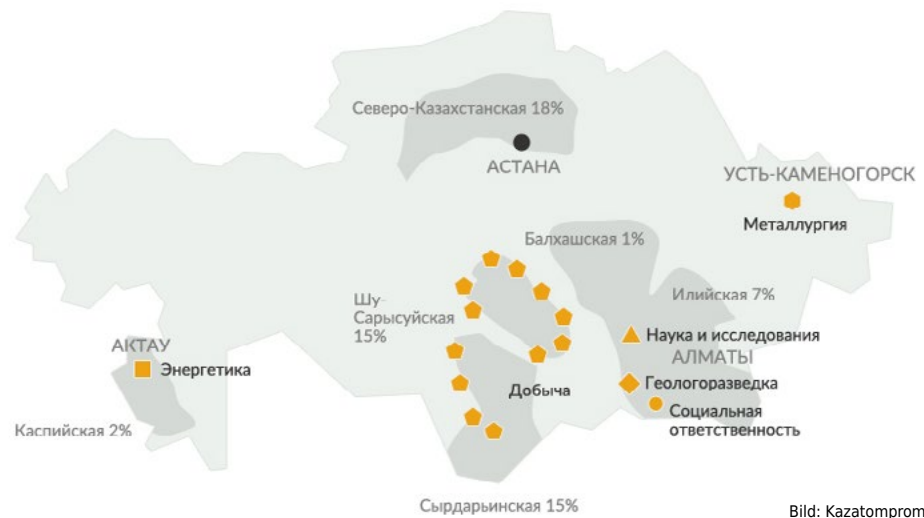 Северо-Казахстанская 18%
АСТАНА
УСТЬ-КАМЕНОГОРСК
Металлургия
Балхашская 1%
Илийская 7%
Шу-
Сарысуйская
15%
Наука и исследования
АЛМАТЫ
АКТАУ
Энергетика
Геологоразведка
Добыча
Социальная
ответственность
Каспийская 2%
Сырдарьинская 15%
Bild: Kazatomprom